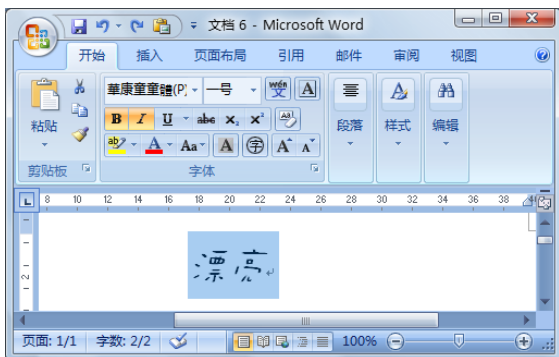 文档 6 - Microsoft Word
开始 插入 页面布局 引用 邮件 审阅 视图
粘贴
剪贴板
華康童童體(P) 一号 wén 变 A
B I U abc X₂ X² Aa
ab A Aa A 字 A A
字体
段落
样式
编辑
L 8 10 12 14 16 18 20 22 24 26 28 30 32 34 36 38
2
漂亮
页面: 1/1 字数: 2/2 100%